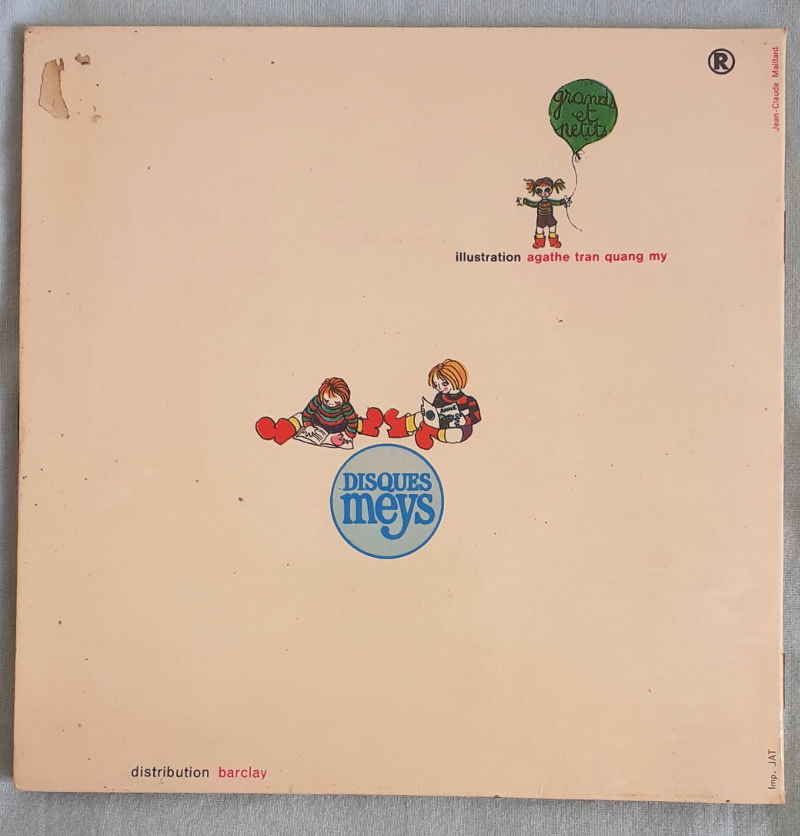 R
Jean-Claude Maillard
grands
et
petits
illustration agathe tran quang my
DISQUES
meys
distribution barclay
Imp. JAT